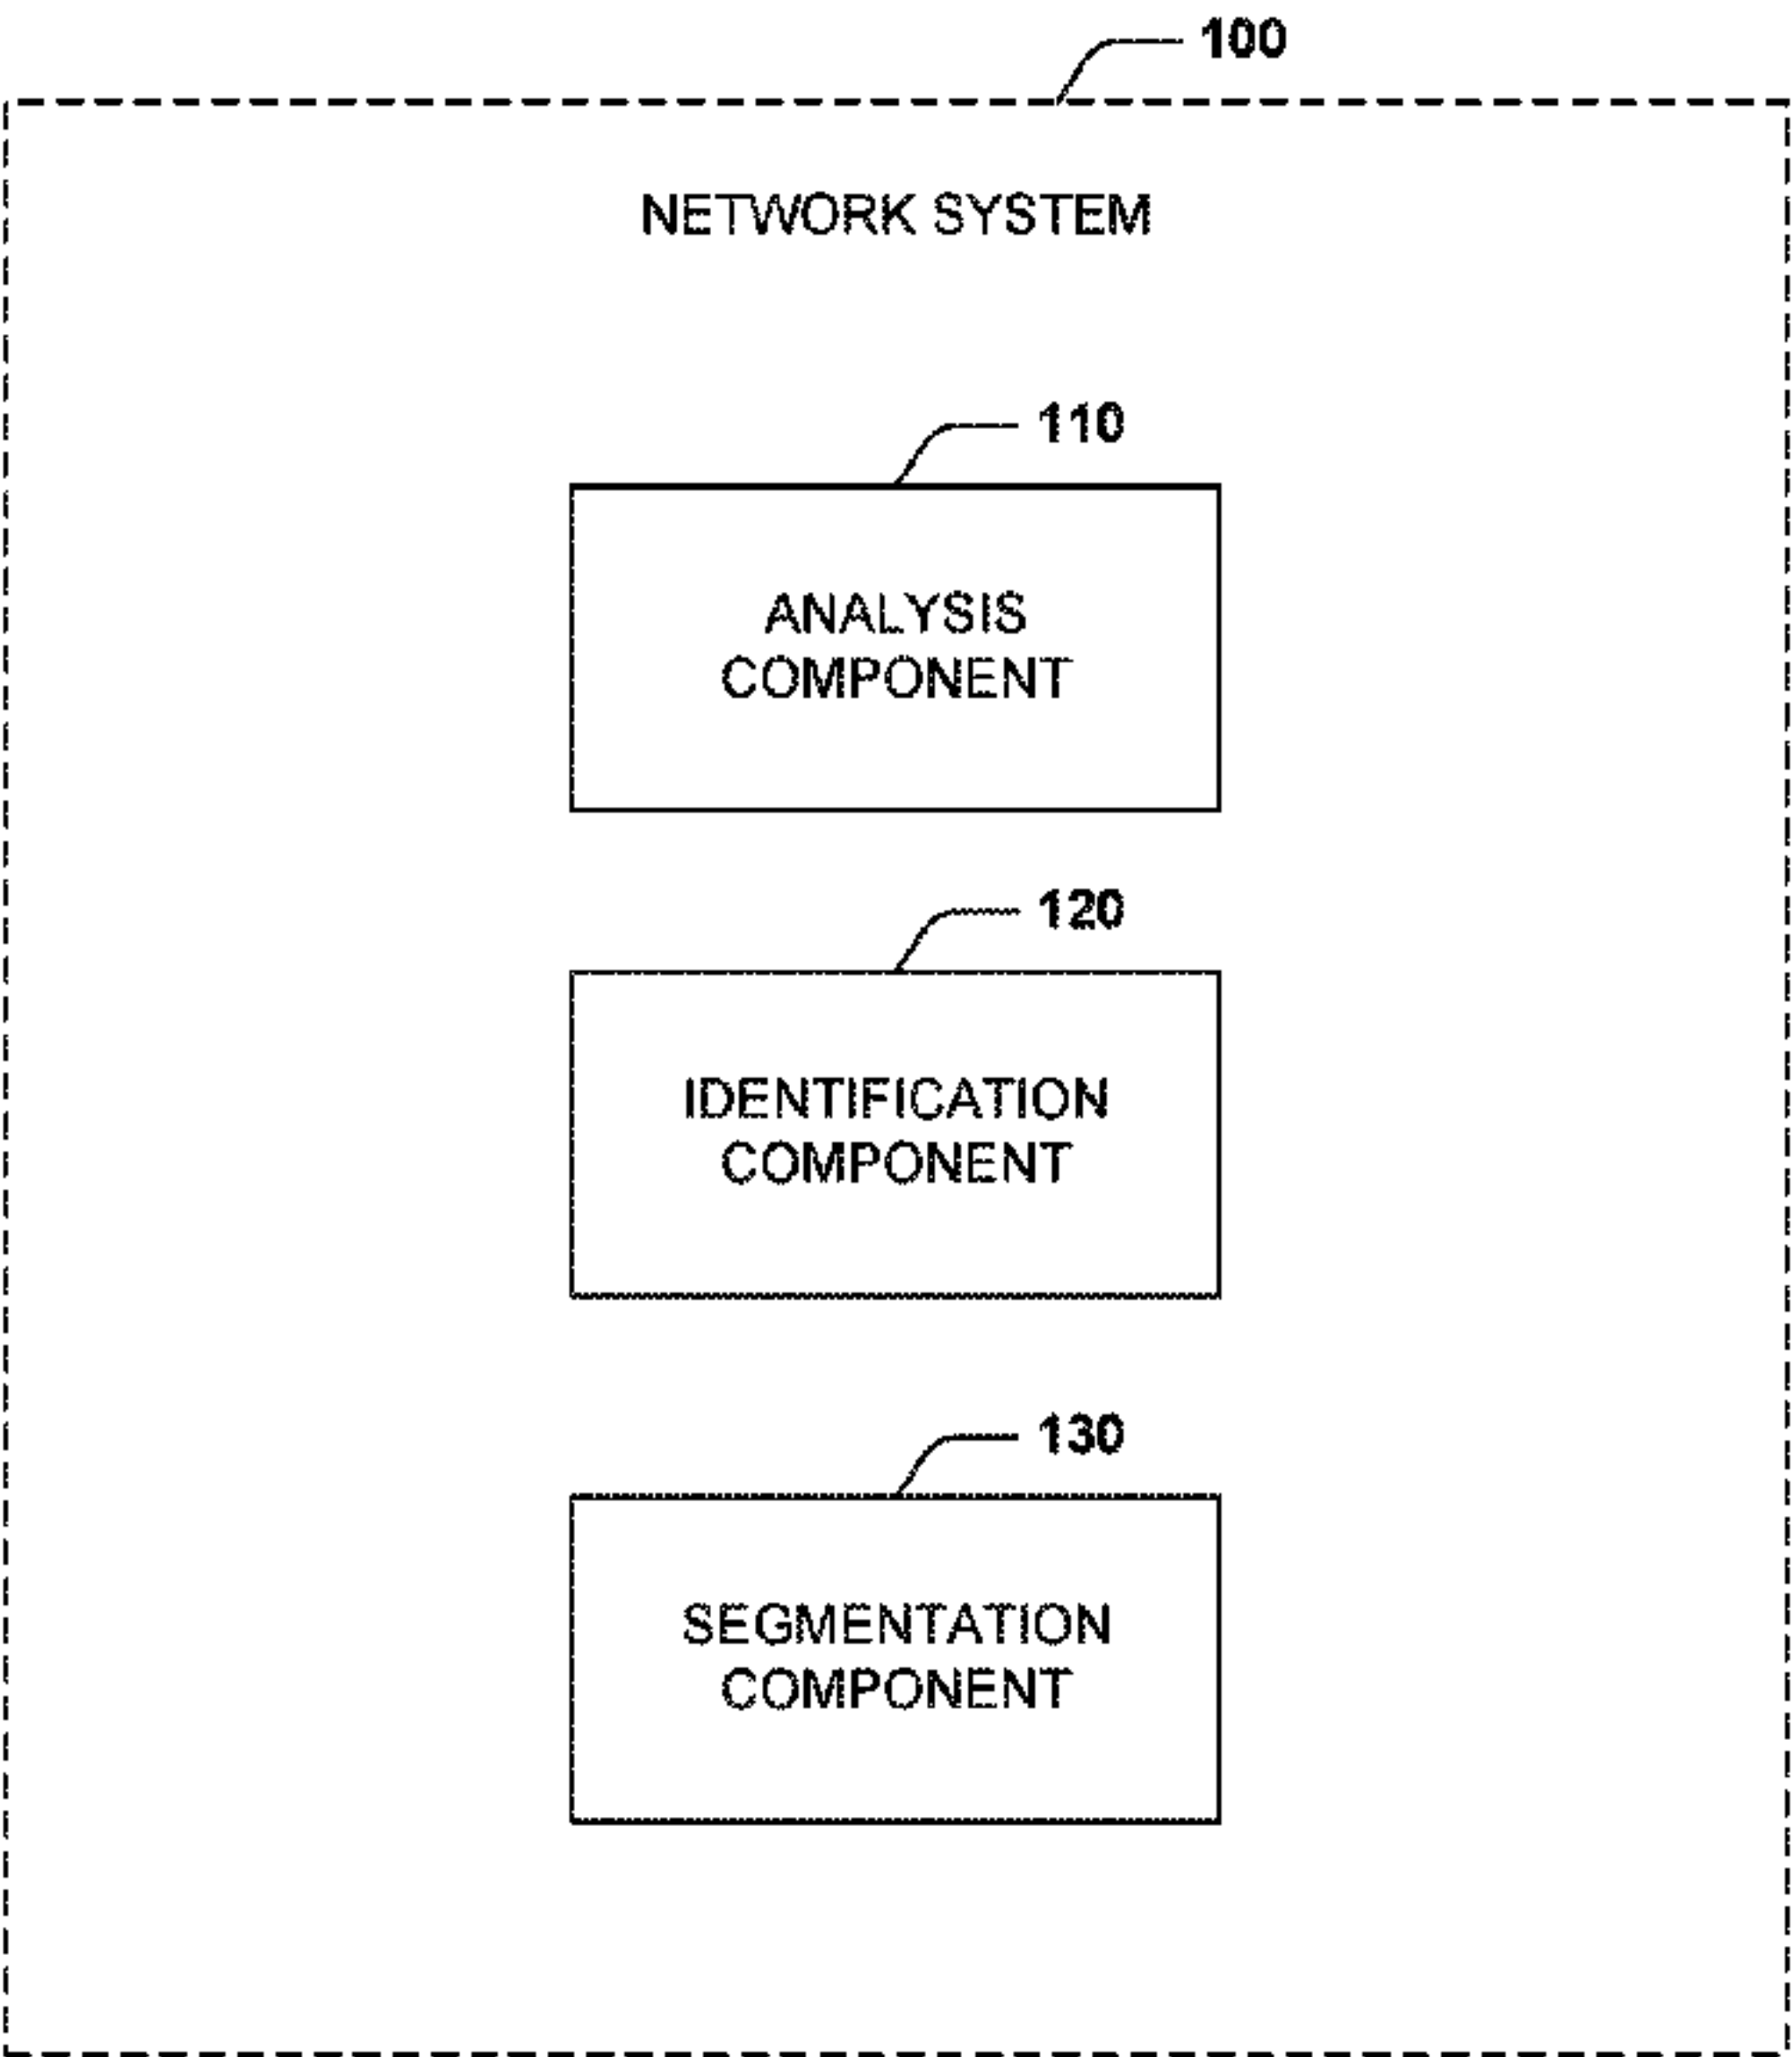 100
NETWORK SYSTEM
110
ANALYSIS
COMPONENT
120
IDENTIFICATION
COMPONENT
130
SEGMENTATION
COMPONENT